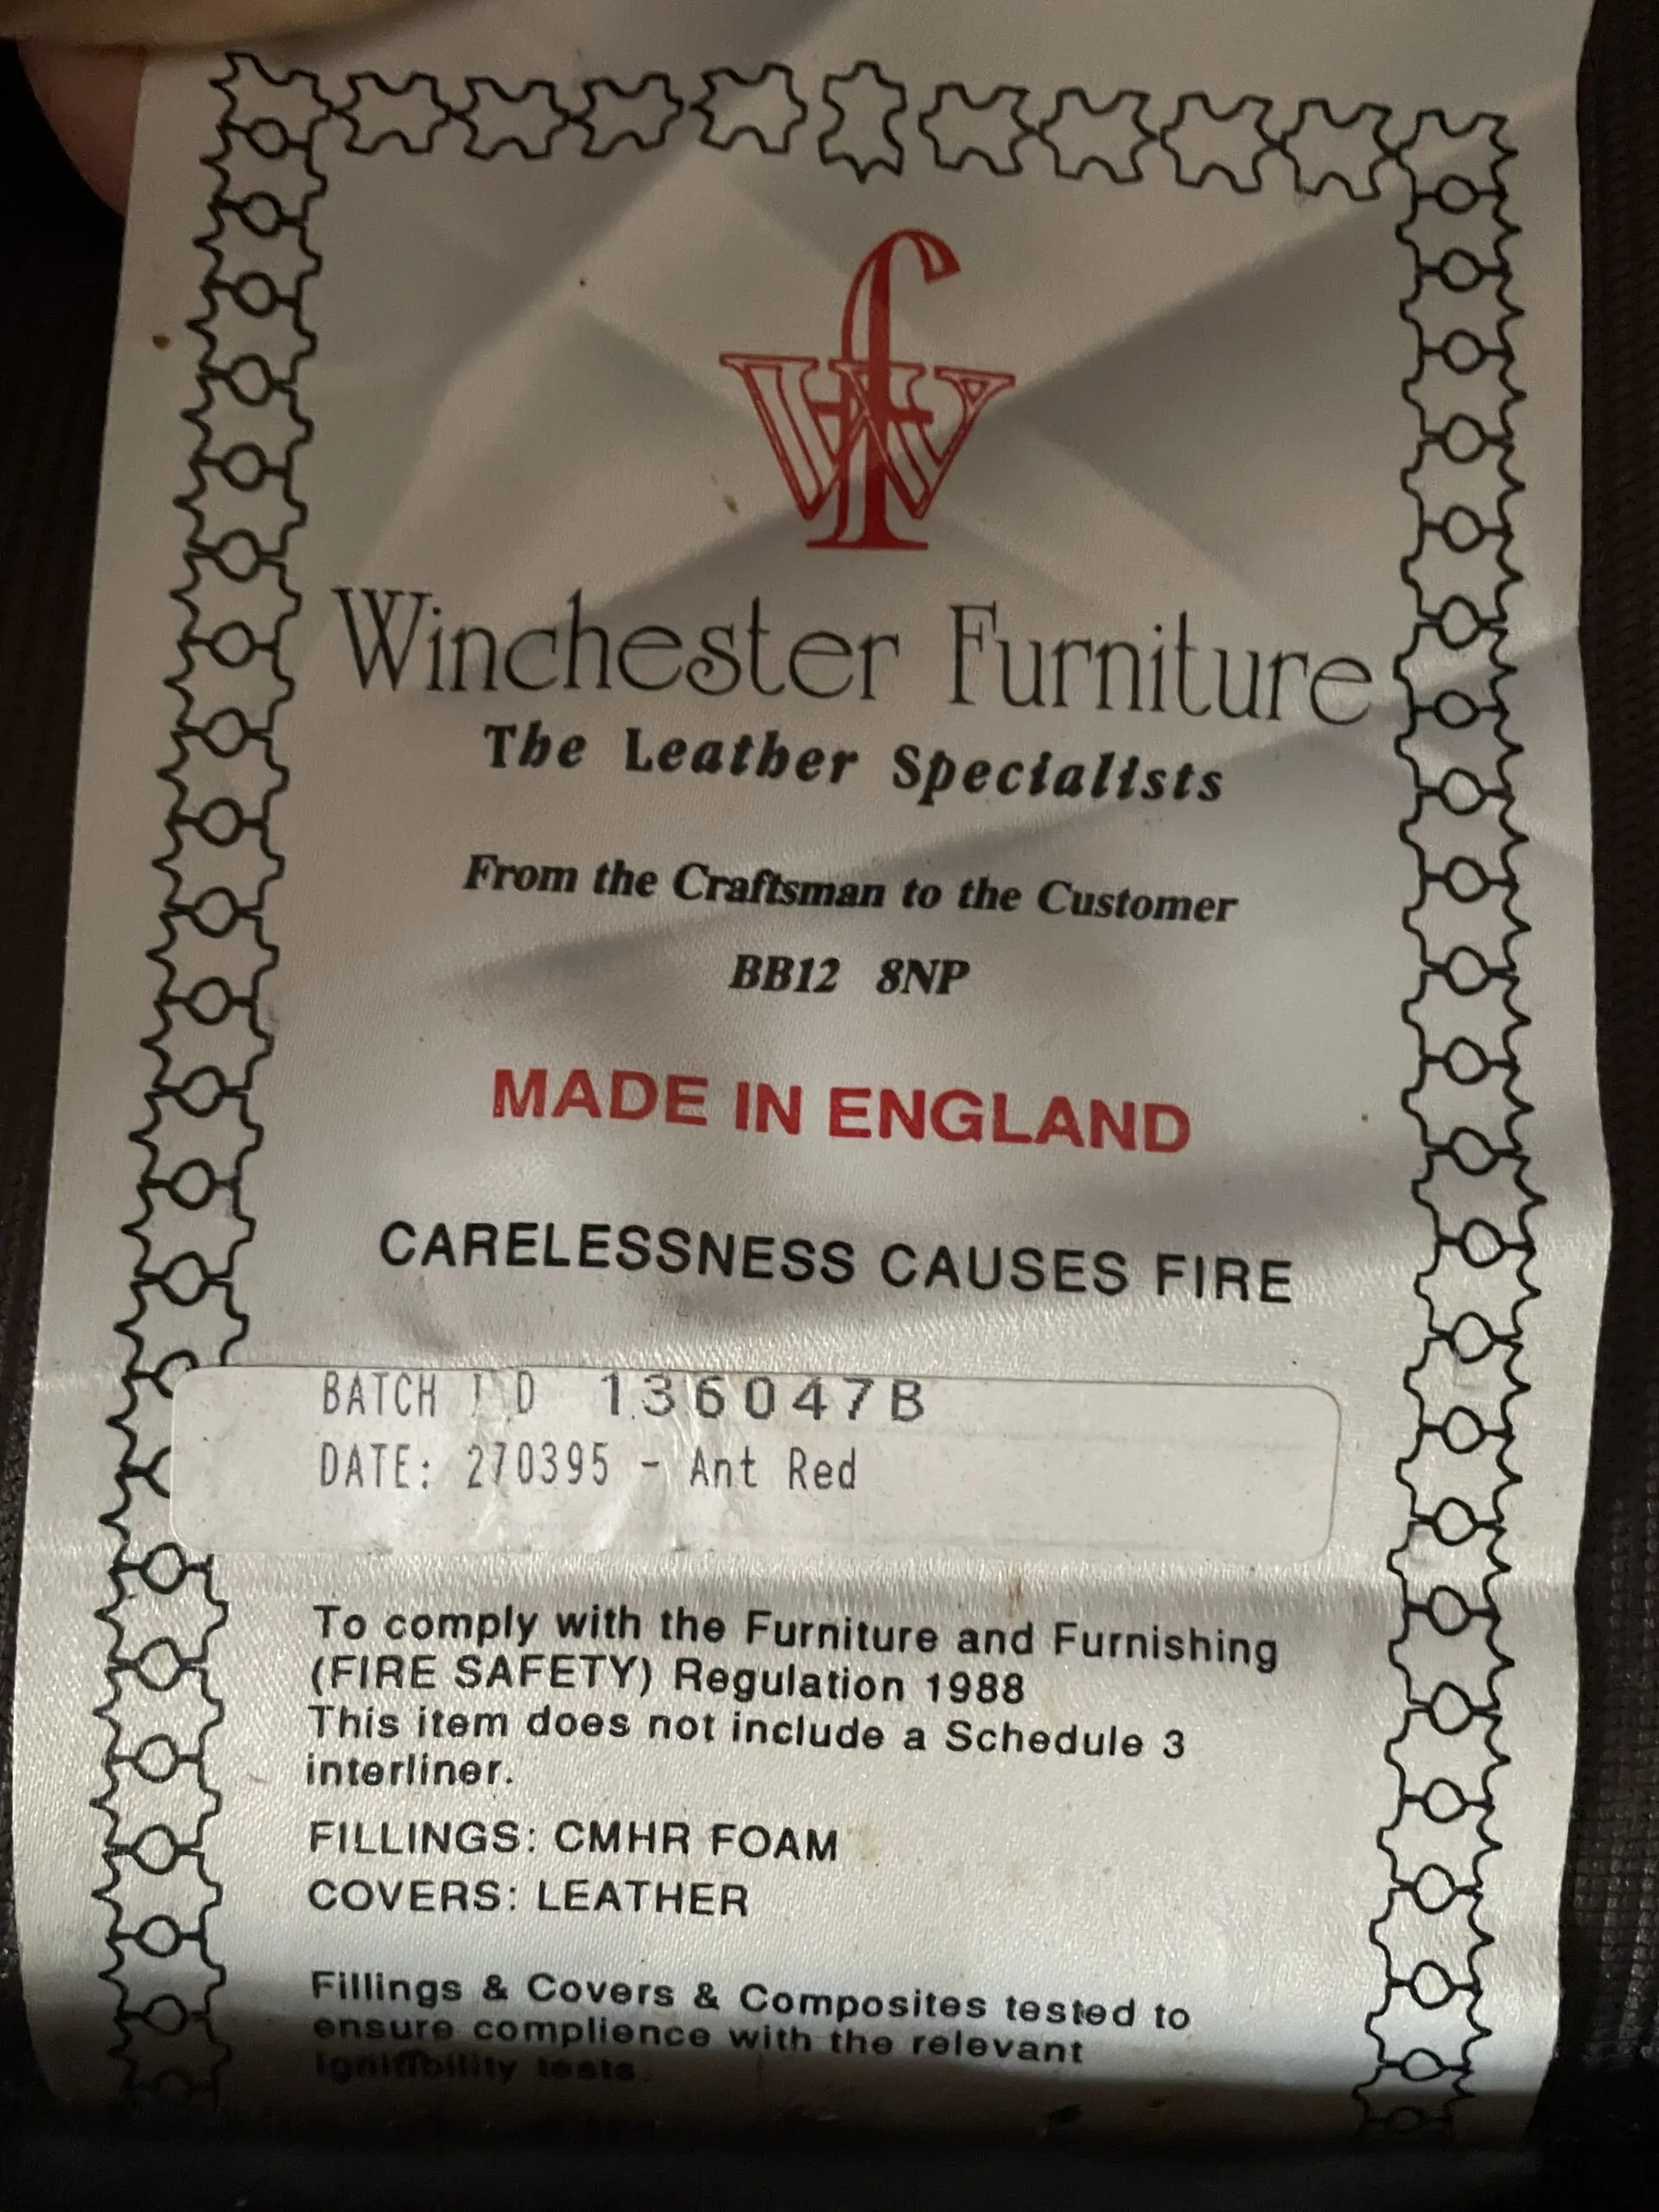 Wf
Winchester Furniture
The Leather Specialists
From the Craftsman to the Customer
BB12 8NP
MADE IN ENGLAND
CARELESSNESS CAUSES FIRE
BATCH ID 136047B
DATE: 270395 - Ant Red
To comply with the Furniture and Furnishing
(FIRE SAFETY) Regulation 1988
This item does not include a Schedule 3
interliner.
FILLINGS: CMHR FOAM
COVERS: LEATHER
Fillings & Covers & Composites tested to
ensure complience with the relevant
tests.